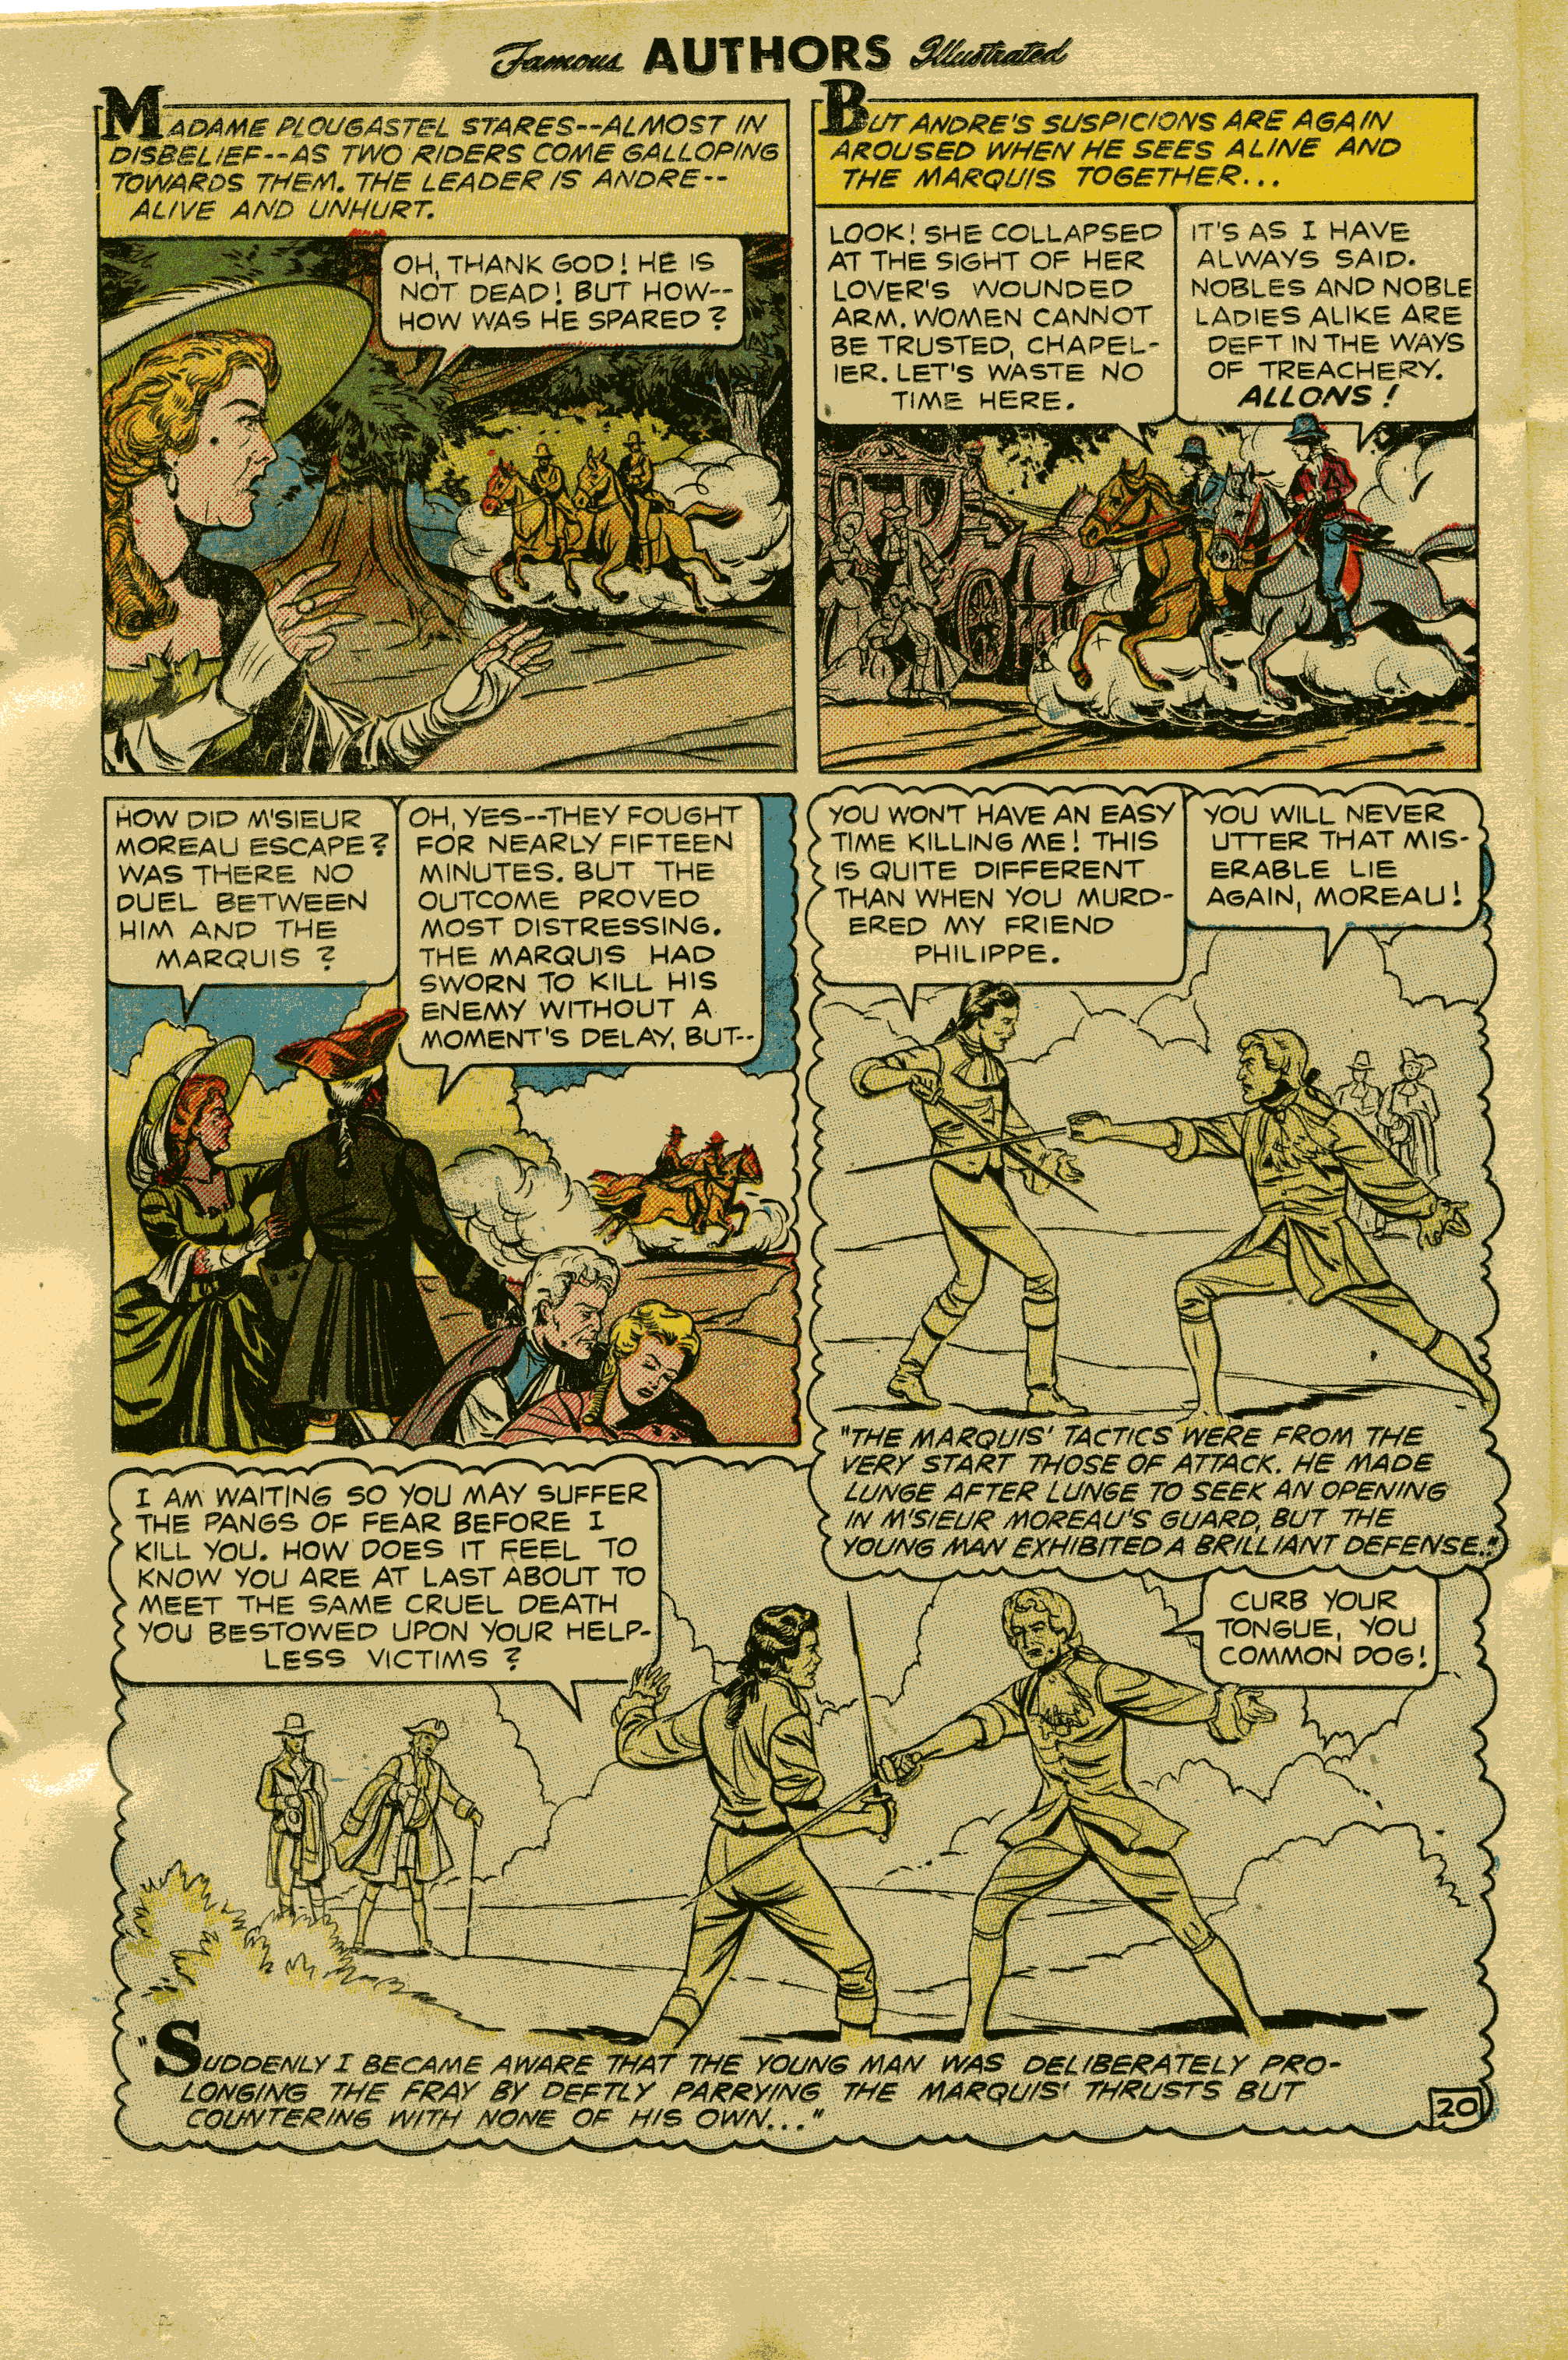 Famous AUTHORS Illustrated
MADAME PLOUGASTEL STARES--ALMOST IN
DISBELIEF--AS TWO RIDERS COME GALLOPING
TOWARDS THEM. THE LEADER IS ANDRE--
ALIVE AND UNHURT.
OH, THANK GOD! HE IS
NOT DEAD! BUT HOW--
HOW WAS HE SPARED?
BUT ANDRE'S SUSPICIONS ARE AGAIN
AROUSED WHEN HE SEES ALINE AND
THE MARQUIS TOGETHER...
LOOK! SHE COLLAPSED
AT THE SIGHT OF HER
LOVER'S WOUNDED
ARM. WOMEN CANNOT
BE TRUSTED, CHAPEL-
IER. LET'S WASTE NO
TIME HERE.
IT'S AS I HAVE
ALWAYS SAID.
NOBLES AND NOBLE
LADIES ALIKE ARE
DEFT IN THE WAYS
OF TREACHERY.
ALLONS!
HOW DID M'SIEUR
MOREAU ESCAPE?
WAS THERE NO
DUEL BETWEEN
HIM AND THE
MARQUIS?
OH, YES--THEY FOUGHT
FOR NEARLY FIFTEEN
MINUTES. BUT THE
OUTCOME PROVED
MOST DISTRESSING.
THE MARQUIS HAD
SWORN TO KILL HIS
ENEMY WITHOUT A
MOMENT'S DELAY, BUT--
YOU WON'T HAVE AN EASY
TIME KILLING ME! THIS
IS QUITE DIFFERENT
THAN WHEN YOU MURD-
ERED MY FRIEND
PHILIPPE.
YOU WILL NEVER
UTTER THAT MIS-
ERABLE LIE
AGAIN, MOREAU!
"THE MARQUIS' TACTICS WERE FROM THE
VERY START THOSE OF ATTACK. HE MADE
LUNGE AFTER LUNGE TO SEEK AN OPENING
IN M'SIEUR MOREAU'S GUARD, BUT THE
YOUNG MAN EXHIBITED A BRILLIANT DEFENSE."
I AM WAITING SO YOU MAY SUFFER
THE PANGS OF FEAR BEFORE I
KILL YOU. HOW DOES IT FEEL TO
KNOW YOU ARE AT LAST ABOUT TO
MEET THE SAME CRUEL DEATH
YOU BESTOWED UPON YOUR HELP-
LESS VICTIMS?
CURB YOUR
TONGUE, YOU
COMMON DOG!
"SUDDENLY I BECAME AWARE THAT THE YOUNG MAN WAS DELIBERATELY PRO-
LONGING THE FRAY BY DEFTLY PARRYING THE MARQUIS' THRUSTS BUT
COUNTERING WITH NONE OF HIS OWN..."
20